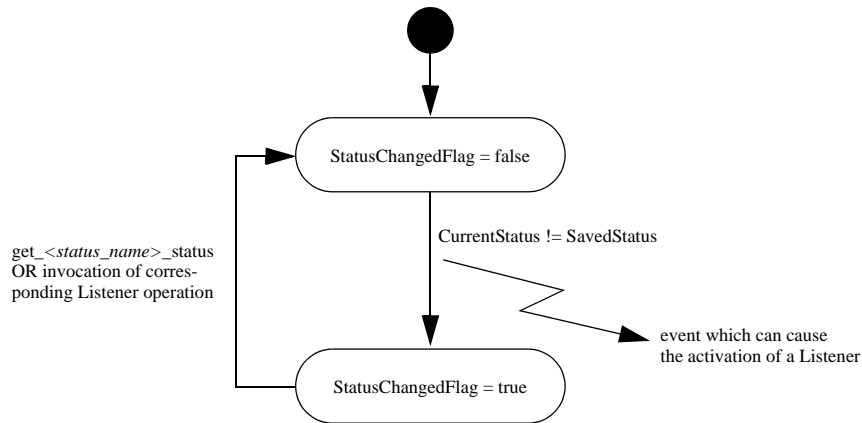 StatusChangedFlag = false
CurrentStatus != SavedStatus
get_<status_name>_status
OR invocation of corres-
ponding Listener operation
event which can cause
the activation of a Listener
StatusChangedFlag = true